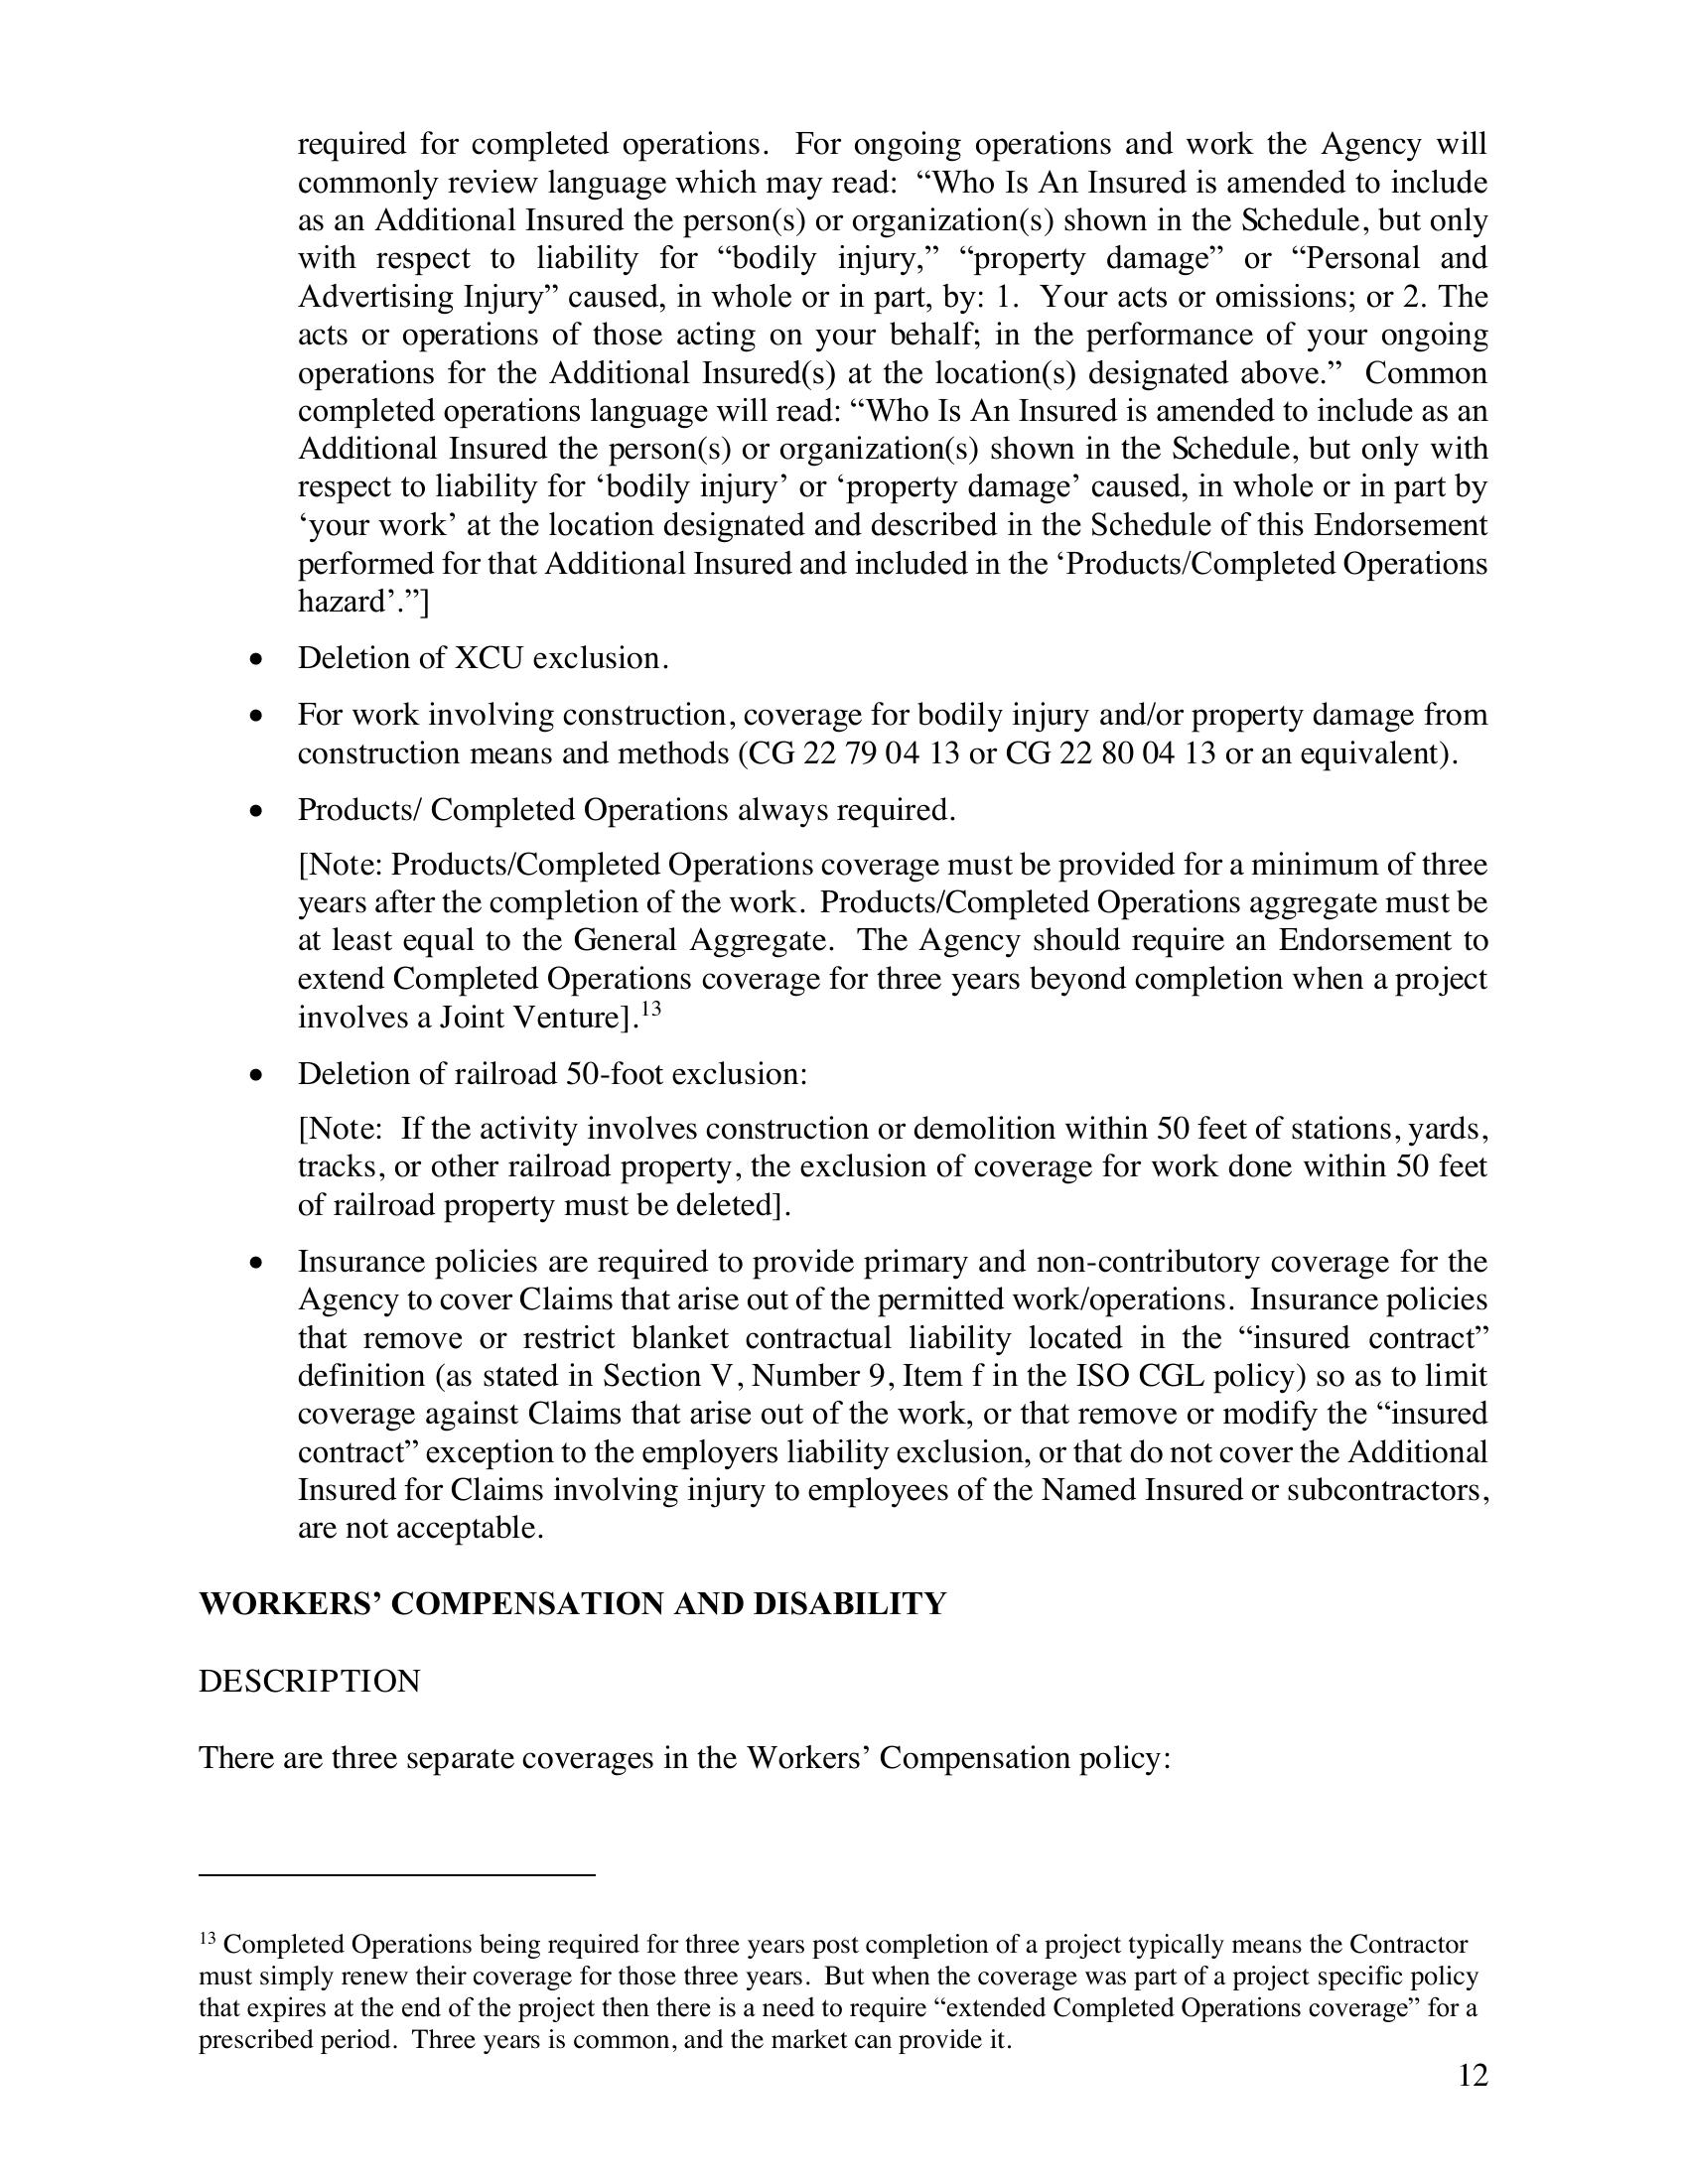 required for completed operations.  For ongoing operations and work the Agency will
commonly review language which may read:  “Who Is An Insured is amended to include
as an Additional Insured the person(s) or organization(s) shown in the Schedule, but only
with respect to liability for “bodily injury,” “property damage” or “Personal and
Advertising Injury” caused, in whole or in part, by: 1.  Your acts or omissions; or 2. The
acts or operations of those acting on your behalf; in the performance of your ongoing
operations for the Additional Insured(s) at the location(s) designated above.”  Common
completed operations language will read: “Who Is An Insured is amended to include as an
Additional Insured the person(s) or organization(s) shown in the Schedule, but only with
respect to liability for ‘bodily injury’ or ‘property damage’ caused, in whole or in part by
‘your work’ at the location designated and described in the Schedule of this Endorsement
performed for that Additional Insured and included in the ‘Products/Completed Operations
hazard’.”]
• Deletion of XCU exclusion.
• For work involving construction, coverage for bodily injury and/or property damage from
construction means and methods (CG 22 79 04 13 or CG 22 80 04 13 or an equivalent).
• Products/ Completed Operations always required.
[Note: Products/Completed Operations coverage must be provided for a minimum of three
years after the completion of the work.  Products/Completed Operations aggregate must be
at least equal to the General Aggregate.  The Agency should require an Endorsement to
extend Completed Operations coverage for three years beyond completion when a project
involves a Joint Venture].13
• Deletion of railroad 50-foot exclusion:
[Note:  If the activity involves construction or demolition within 50 feet of stations, yards,
tracks, or other railroad property, the exclusion of coverage for work done within 50 feet
of railroad property must be deleted].
• Insurance policies are required to provide primary and non-contributory coverage for the
Agency to cover Claims that arise out of the permitted work/operations.  Insurance policies
that remove or restrict blanket contractual liability located in the “insured contract”
definition (as stated in Section V, Number 9, Item f in the ISO CGL policy) so as to limit
coverage against Claims that arise out of the work, or that remove or modify the “insured
contract” exception to the employers liability exclusion, or that do not cover the Additional
Insured for Claims involving injury to employees of the Named Insured or subcontractors,
are not acceptable.
WORKERS’ COMPENSATION AND DISABILITY
DESCRIPTION
There are three separate coverages in the Workers’ Compensation policy:
13 Completed Operations being required for three years post completion of a project typically means the Contractor
must simply renew their coverage for those three years.  But when the coverage was part of a project specific policy
that expires at the end of the project then there is a need to require “extended Completed Operations coverage” for a
prescribed period.  Three years is common, and the market can provide it.
12